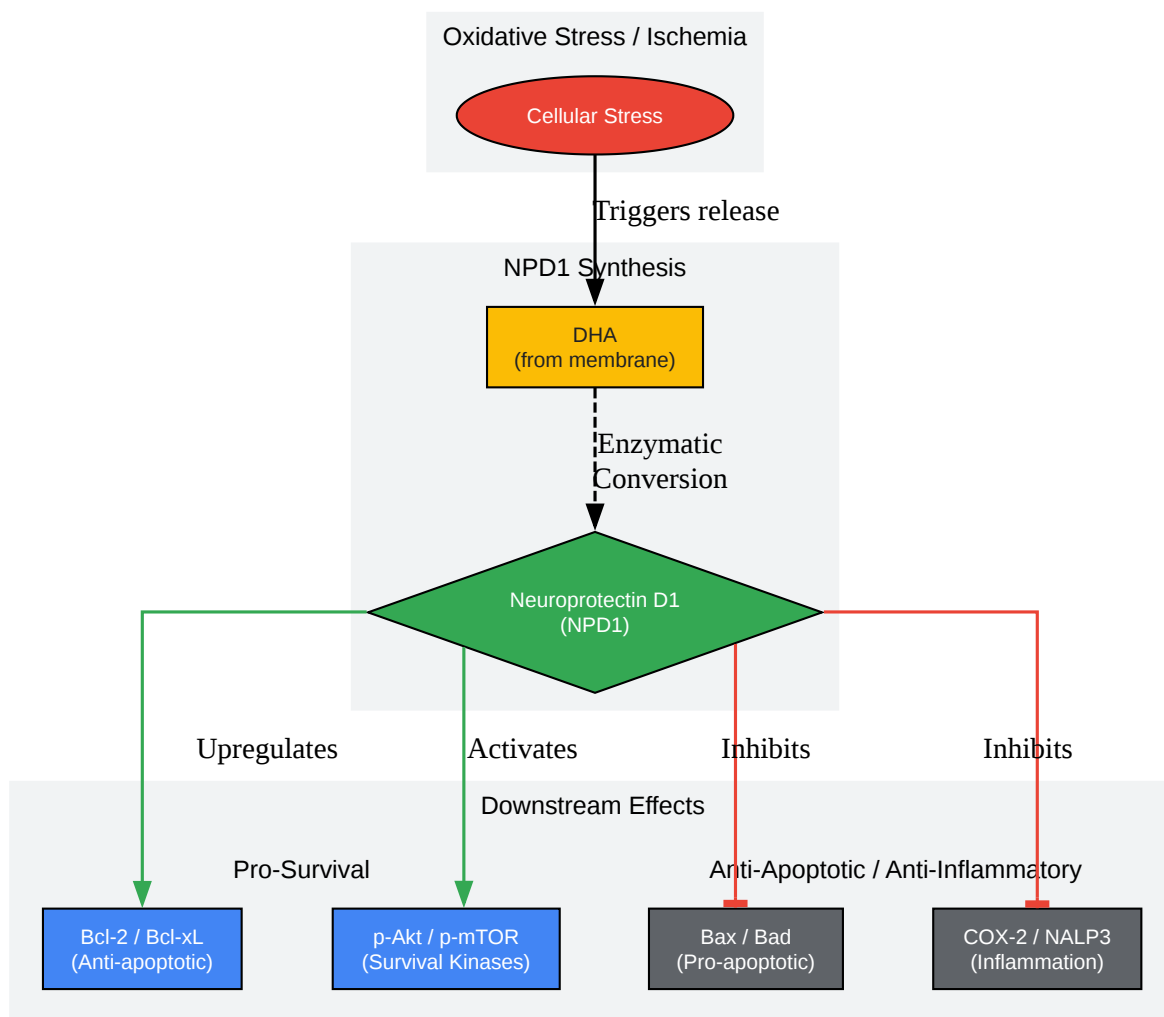 Oxidative Stress / Ischemia
Cellular Stress
Triggers release
NPD1 Synthesis
DHA
(from membrane)
Enzymatic
Conversion
Neuroprotectin D1
(NPD1)
Upregulates
Activates
Inhibits
Inhibits
Downstream Effects
Pro-Survival
Anti-Apoptotic / Anti-Inflammatory
Bcl-2 / Bcl-xL
(Anti-apoptotic)
p-Akt / p-mTOR
(Survival Kinases)
Bax / Bad
(Pro-apoptotic)
COX-2 / NALP3
(Inflammation)